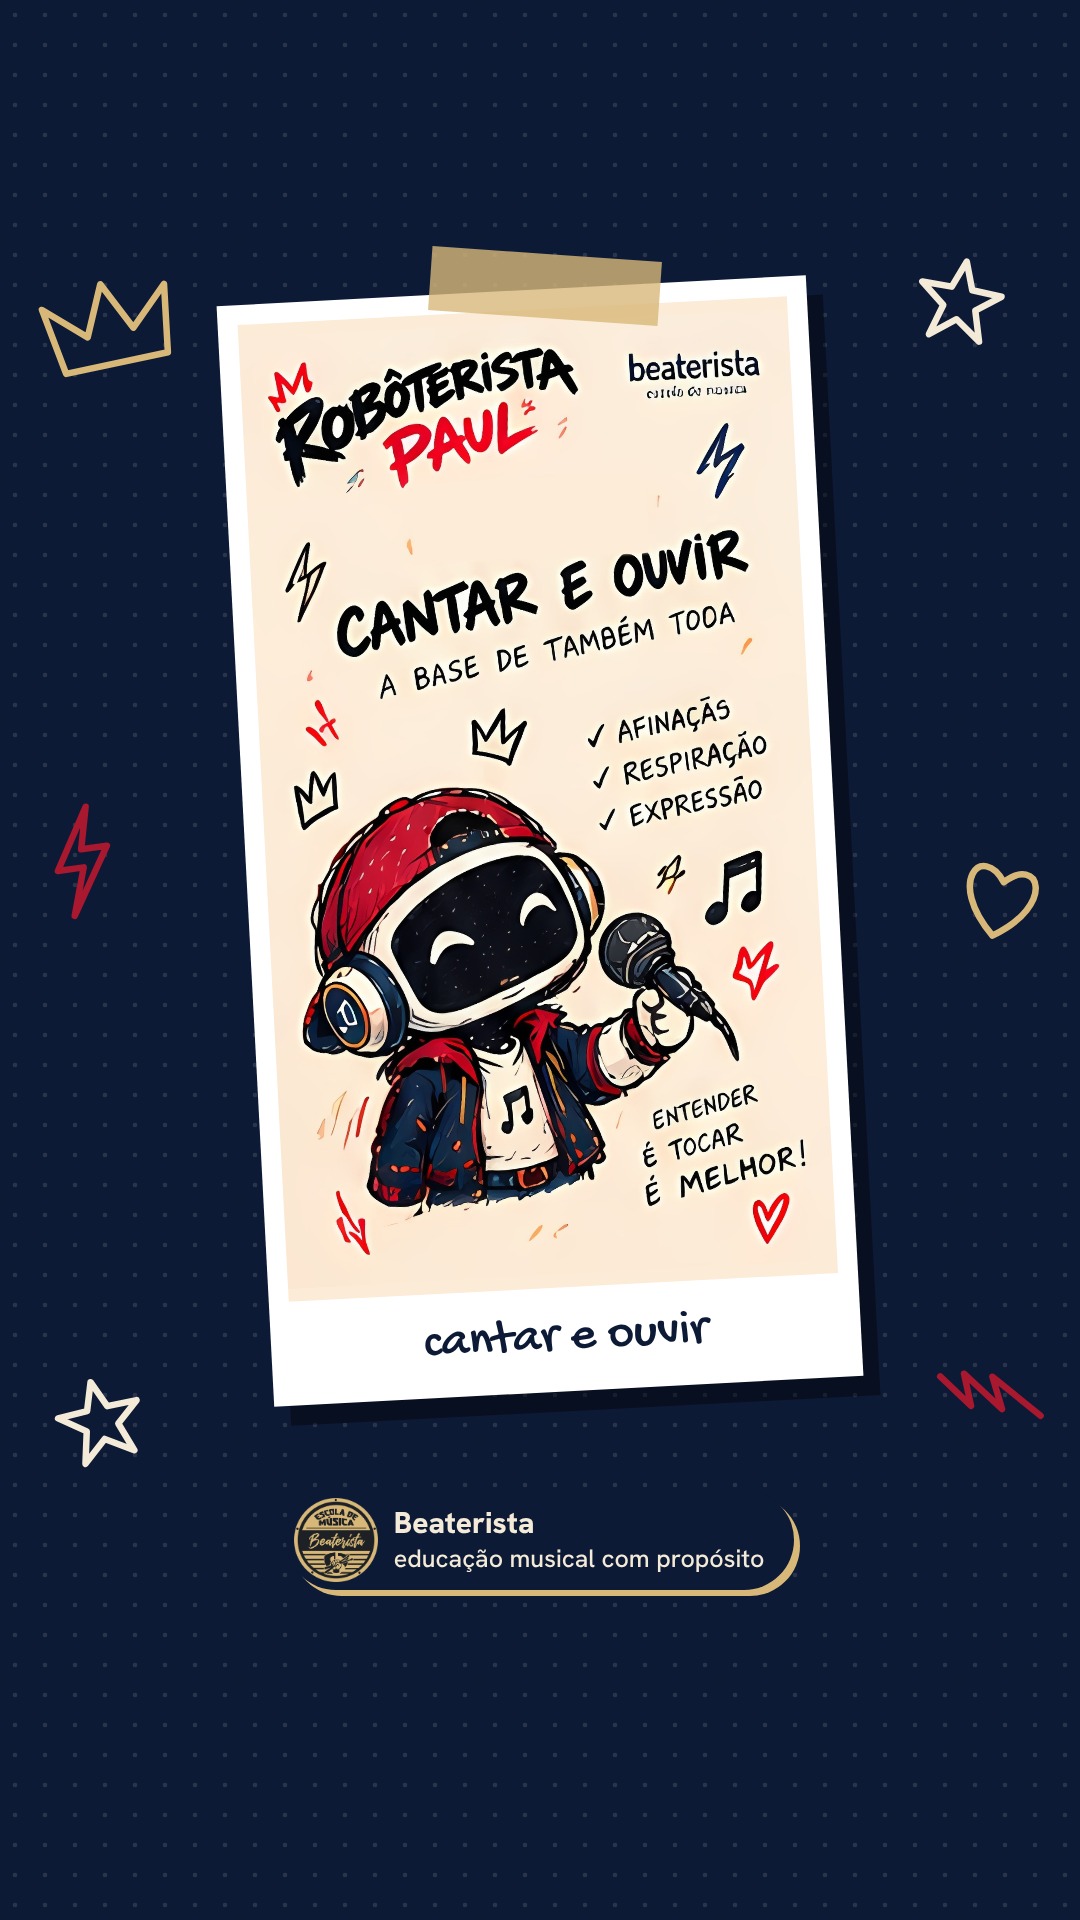 ROBÔTERISTA
PAUL
beaterista
CANTAR E OUVIR
A BASE DE TAMBÉM TODA
✓ AFINAÇÃS
✓ RESPIRAÇÃO
✓ EXPRESSÃO
ENTENDER
É TOCAR
É MELHOR!
cantar e ouvir
ESCOLA DE
MÚSICA
Beaterista
Beaterista
educação musical com propósito